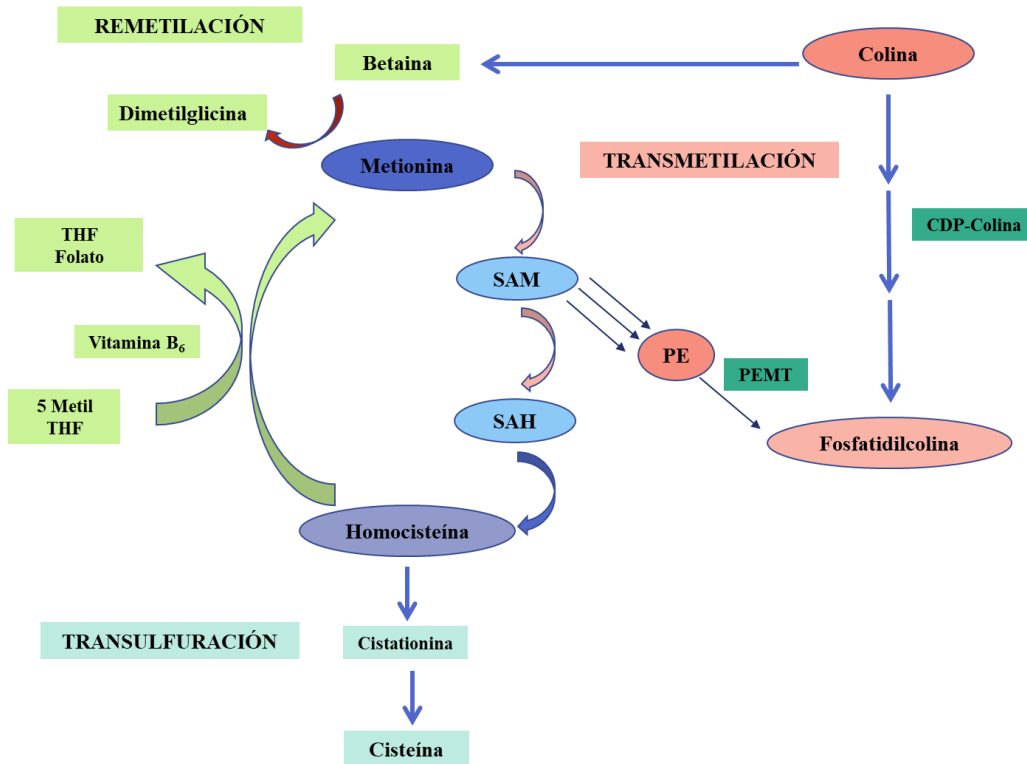 REMETILACIÓN
Colina
Betaina
Dimetilglicina
Metionina
TRANSMETILACIÓN
THF
Folato
CDP-Colina
SAM
Vitamina B₆
PE
PEMT
5 Metil
THF
SAH
Fosfatidilcolina
Homocisteína
TRANSULFURACIÓN
Cistationina
Cisteína